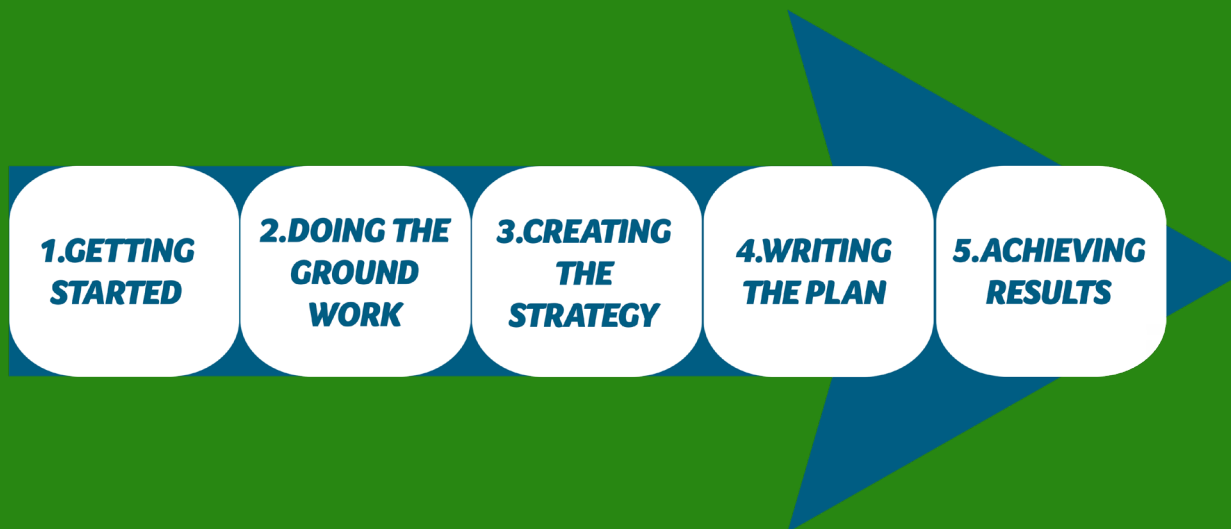 1.GETTING
STARTED
2.DOING THE
GROUND
WORK
3.CREATING
THE
STRATEGY
4.WRITING
THE PLAN
5.ACHIEVING
RESULTS